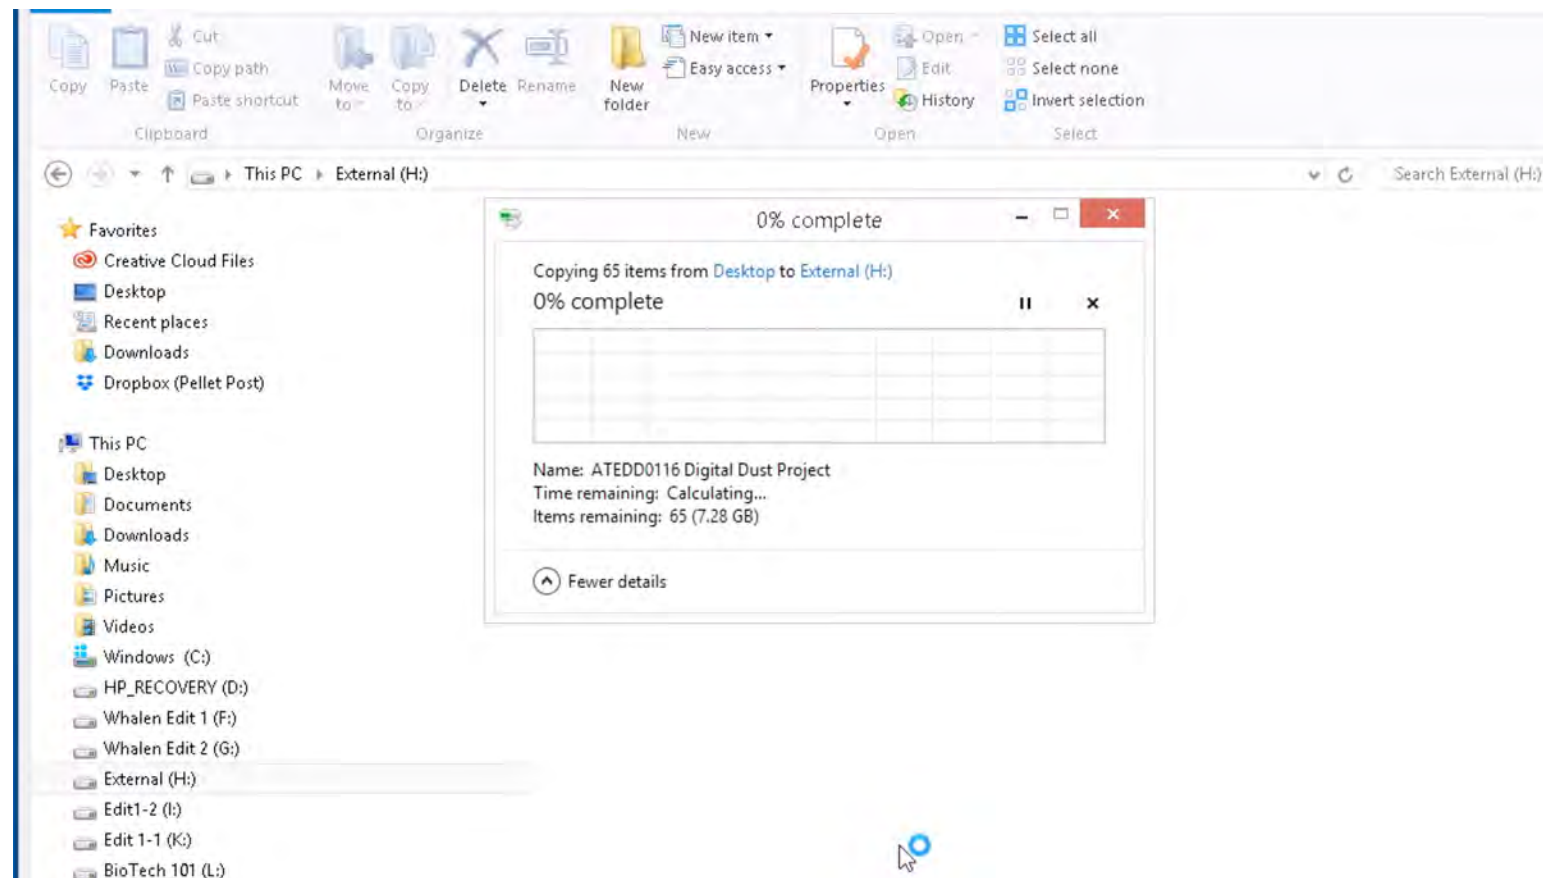 Cut
Copy path
Paste shortcut
Copy
Paste
Clipboard
Move to
Copy to
Delete
Rename
Organize
New folder
New item
Easy access
New
Properties
Open
Edit
History
Open
Select all
Select none
Invert selection
Select
This PC External (H:)
Search External (H:)
Favorites
Creative Cloud Files
Desktop
Recent places
Downloads
Dropbox (Pellet Post)
This PC
Desktop
Documents
Downloads
Music
Pictures
Videos
Windows (C:)
HP_RECOVERY (D:)
Whalen Edit 1 (F:)
Whalen Edit 2 (G:)
External (H:)
Edit1-2 (I:)
Edit 1-1 (K:)
BioTech 101 (L:)
0% complete
Copying 65 items from Desktop to External (H:)
0% complete
Name: ATEDD0116 Digital Dust Project
Time remaining: Calculating...
Items remaining: 65 (7.28 GB)
Fewer details